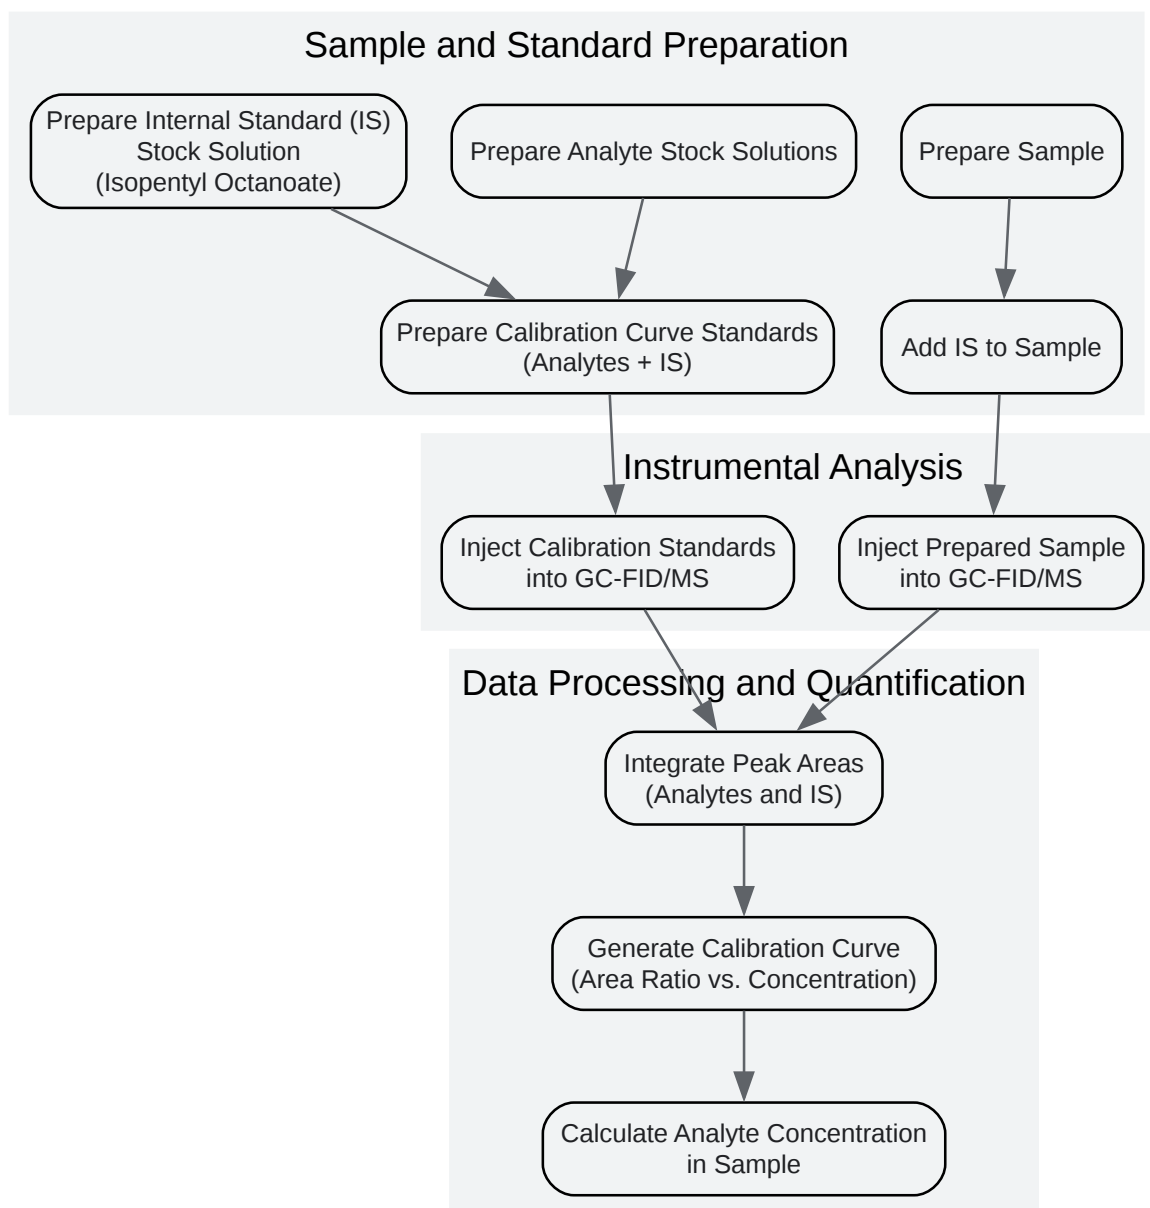 Sample and Standard Preparation
Prepare Internal Standard (IS)
Stock Solution
(Isopentyl Octanoate)
Prepare Analyte Stock Solutions
Prepare Sample
Prepare Calibration Curve Standards
(Analytes + IS)
Add IS to Sample
Instrumental Analysis
Inject Calibration Standards
into GC-FID/MS
Inject Prepared Sample
into GC-FID/MS
Data Processing and Quantification
Integrate Peak Areas
(Analytes and IS)
Generate Calibration Curve
(Area Ratio vs. Concentration)
Calculate Analyte Concentration
in Sample